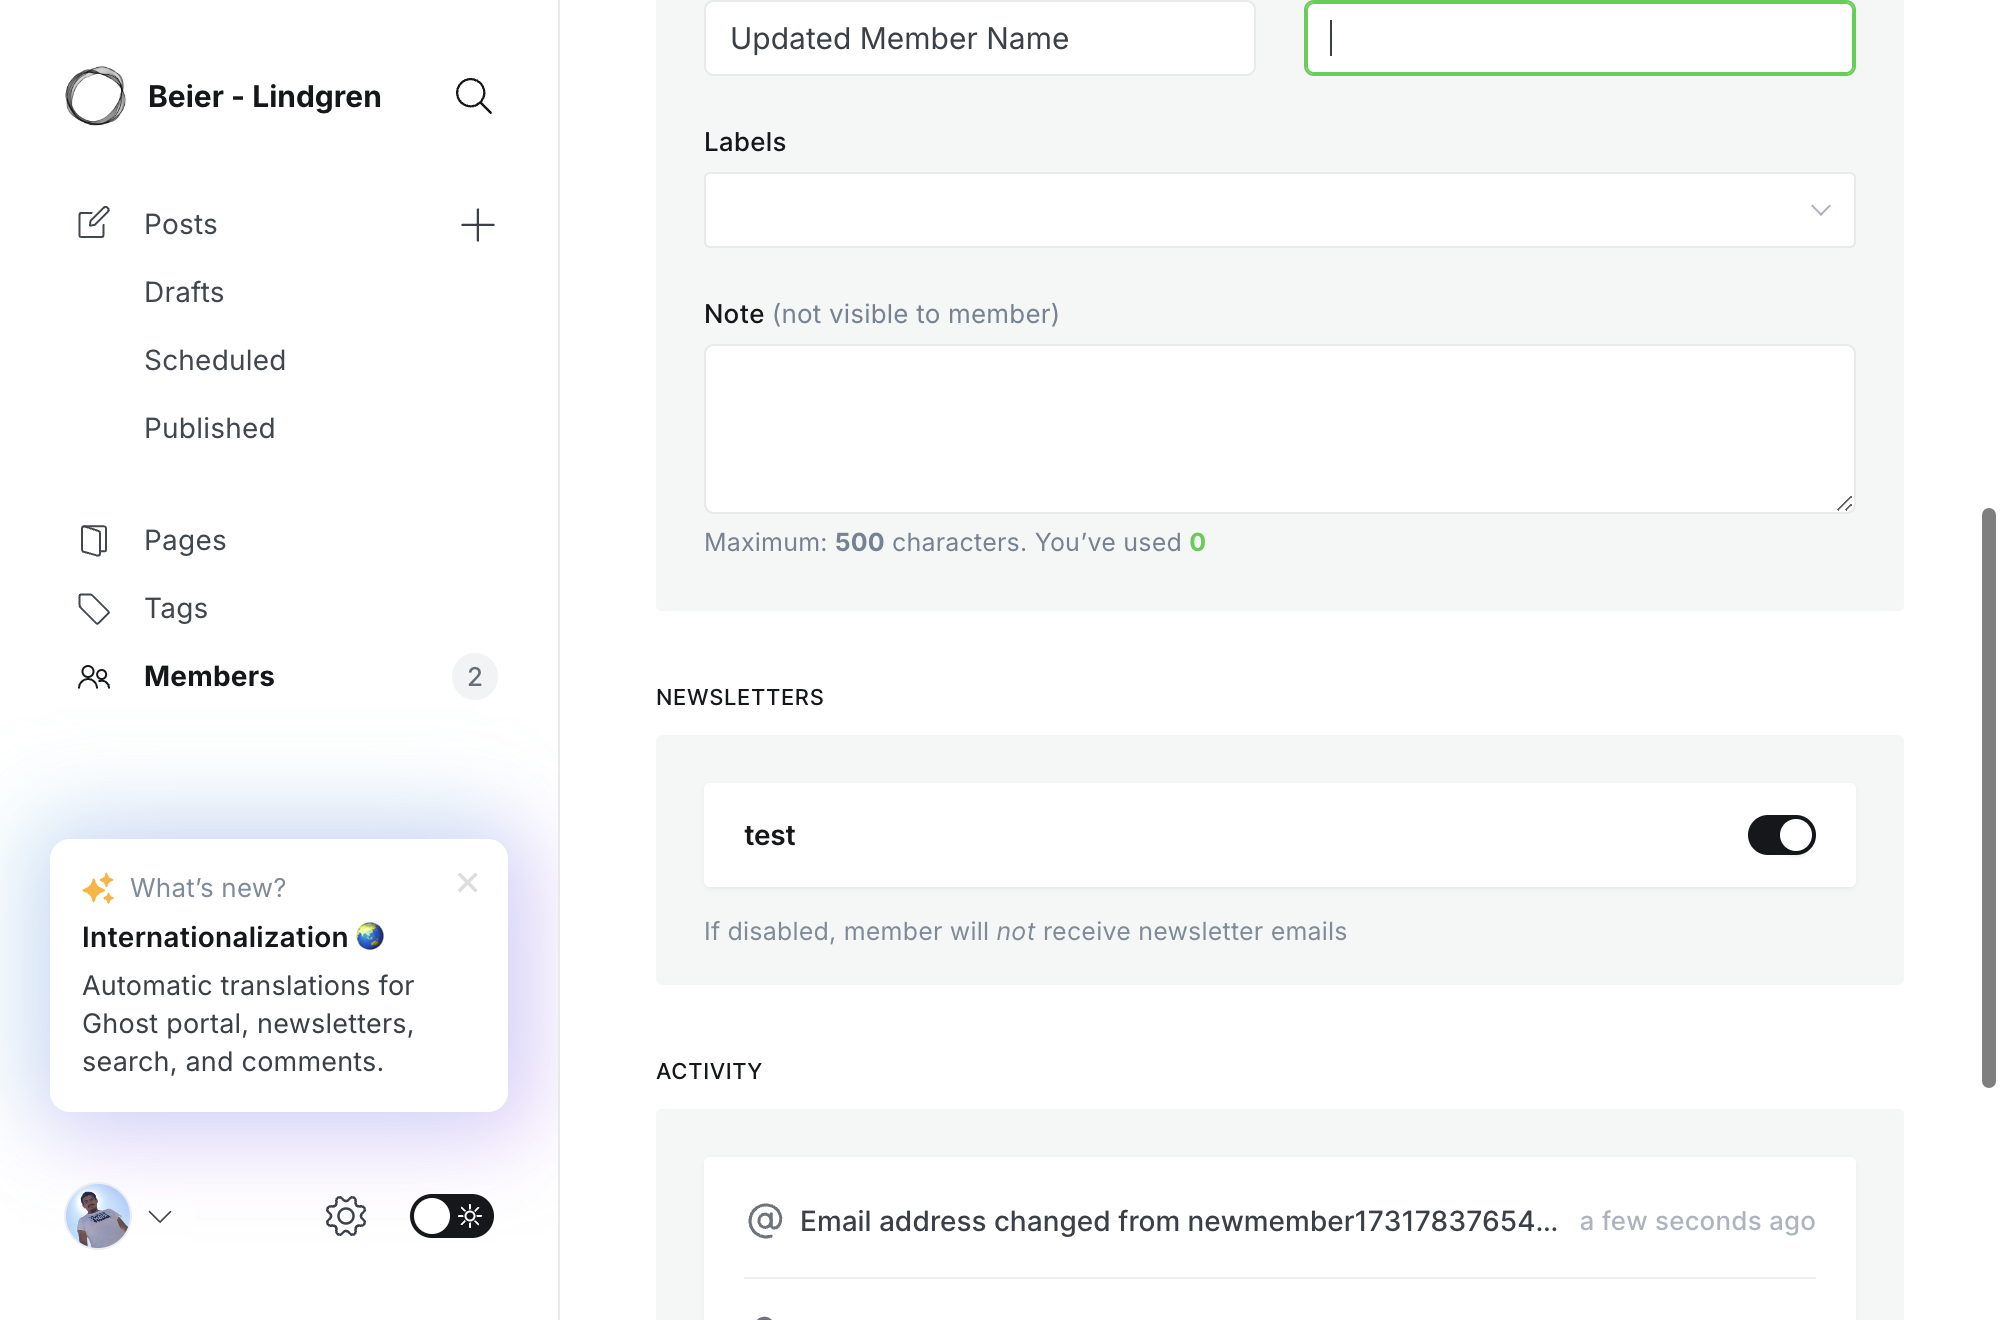 Beier - Lindgren
Posts
Drafts
Scheduled
Published
Pages
Tags
Members
2
What’s new?
Internationalization
Automatic translations for
Ghost portal, newsletters,
search, and comments.
Updated Member Name
Labels
Note (not visible to member)
Maximum: 500 characters. You’ve used 0
NEWSLETTERS
test
If disabled, member will not receive newsletter emails
ACTIVITY
Email address changed from newmember17317837654... a few seconds ago